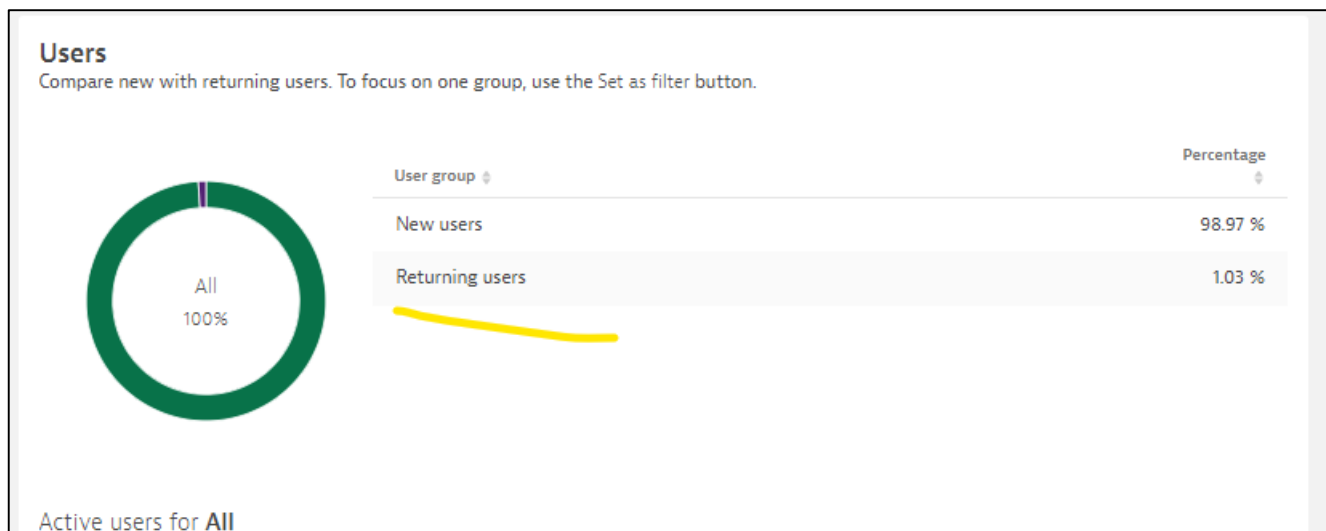 Users
Compare new with returning users. To focus on one group, use the Set as filter button.
User group
Percentage
New users
98.97 %
Returning users
1.03 %
All
100%
Active users for All